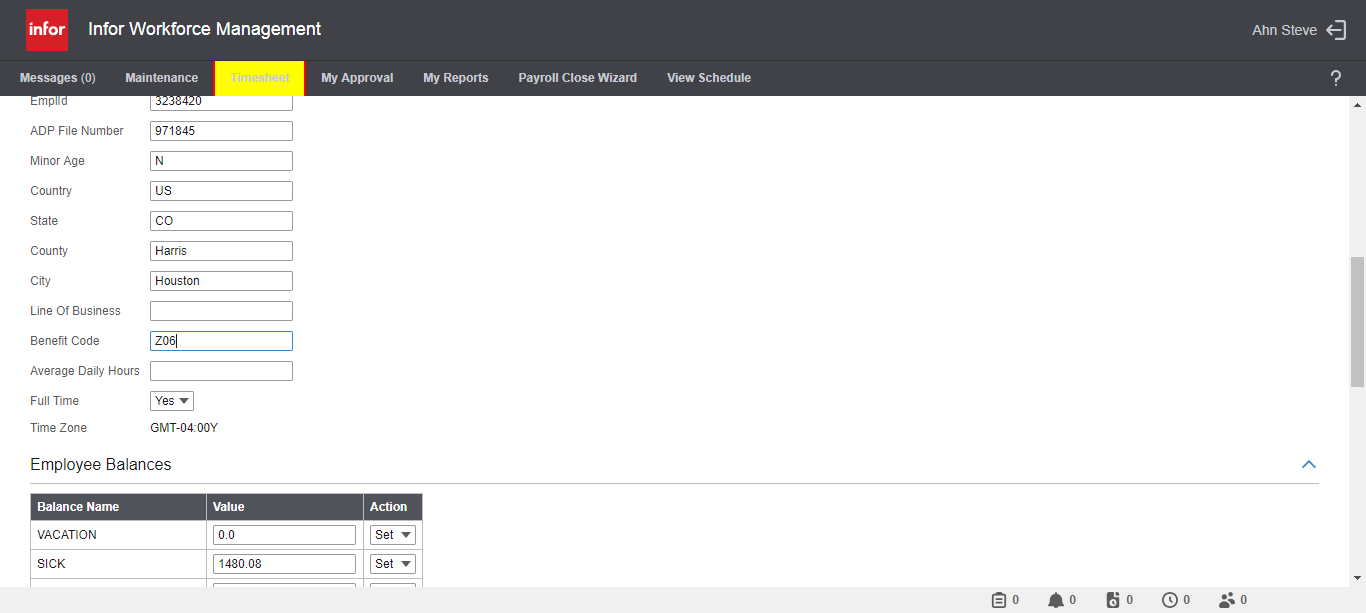 infor Infor Workforce Management Ahn Steve
Messages (0) Maintenance Timesheet My Approval My Reports Payroll Close Wizard View Schedule ?
EmplId 3238420
ADP File Number 971845
Minor Age N
Country US
State CO
County Harris
City Houston
Line Of Business
Benefit Code Z06
Average Daily Hours
Full Time Yes
Time Zone GMT-04:00Y
Employee Balances
Balance Name Value Action
VACATION 0.0 Set
SICK 1480.08 Set
0 0 0 0 0